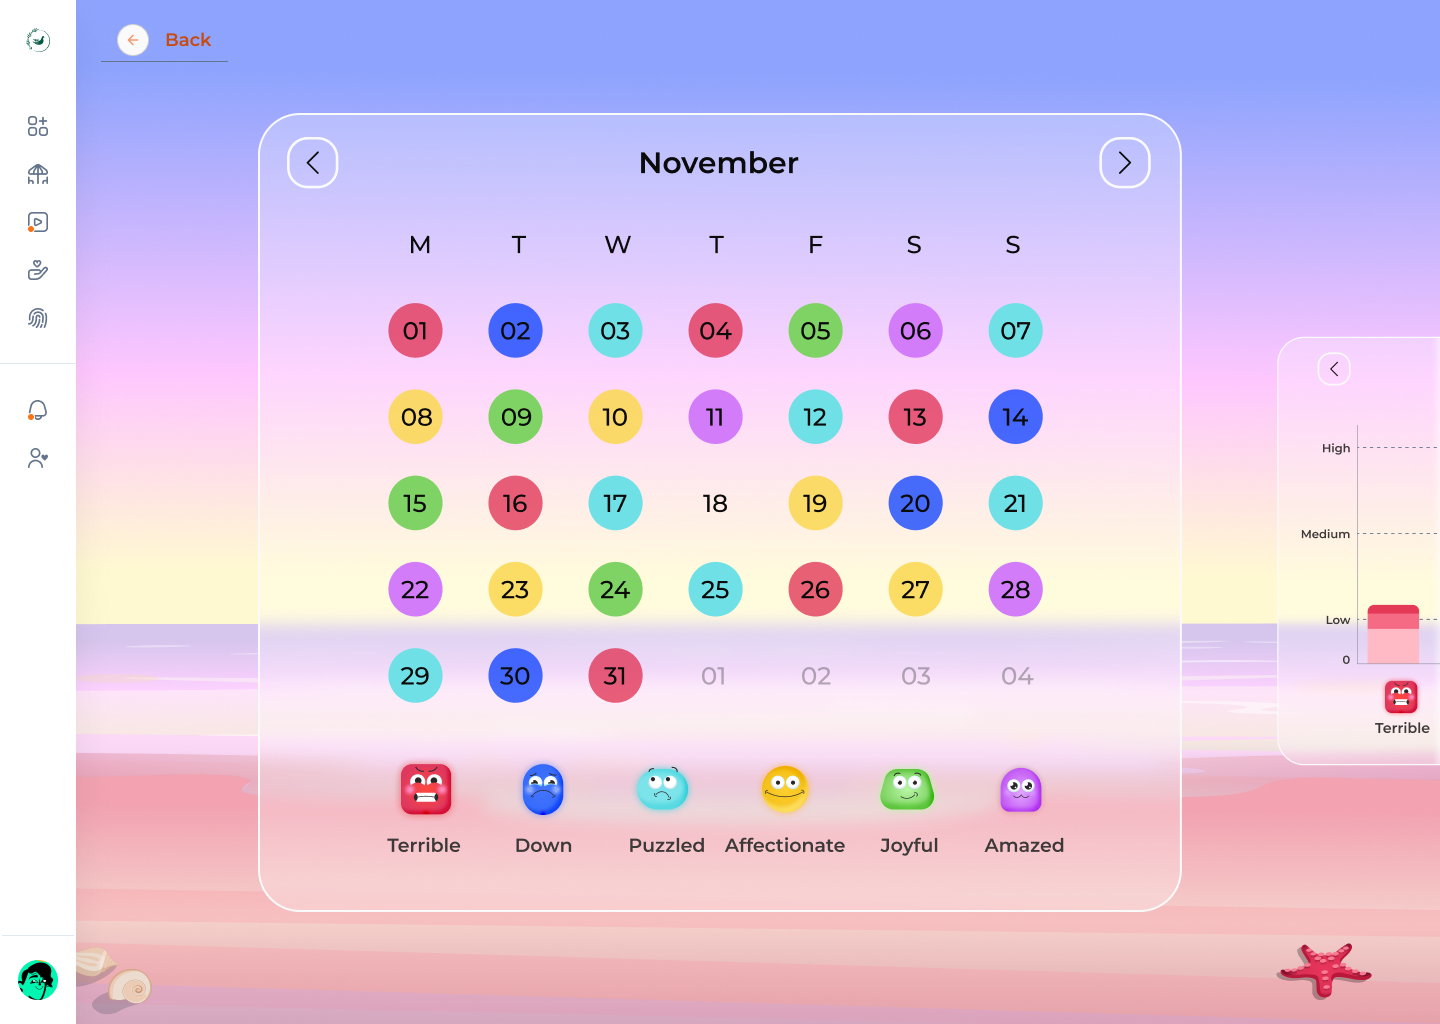 Back
November
M T W T F S S
01 02 03 04 05 06 07
08 09 10 11 12 13 14
15 16 17 18 19 20 21
22 23 24 25 26 27 28
29 30 31 01 02 03 04
Terrible Down Puzzled Affectionate Joyful Amazed
High
Medium
Low
0
Terrible